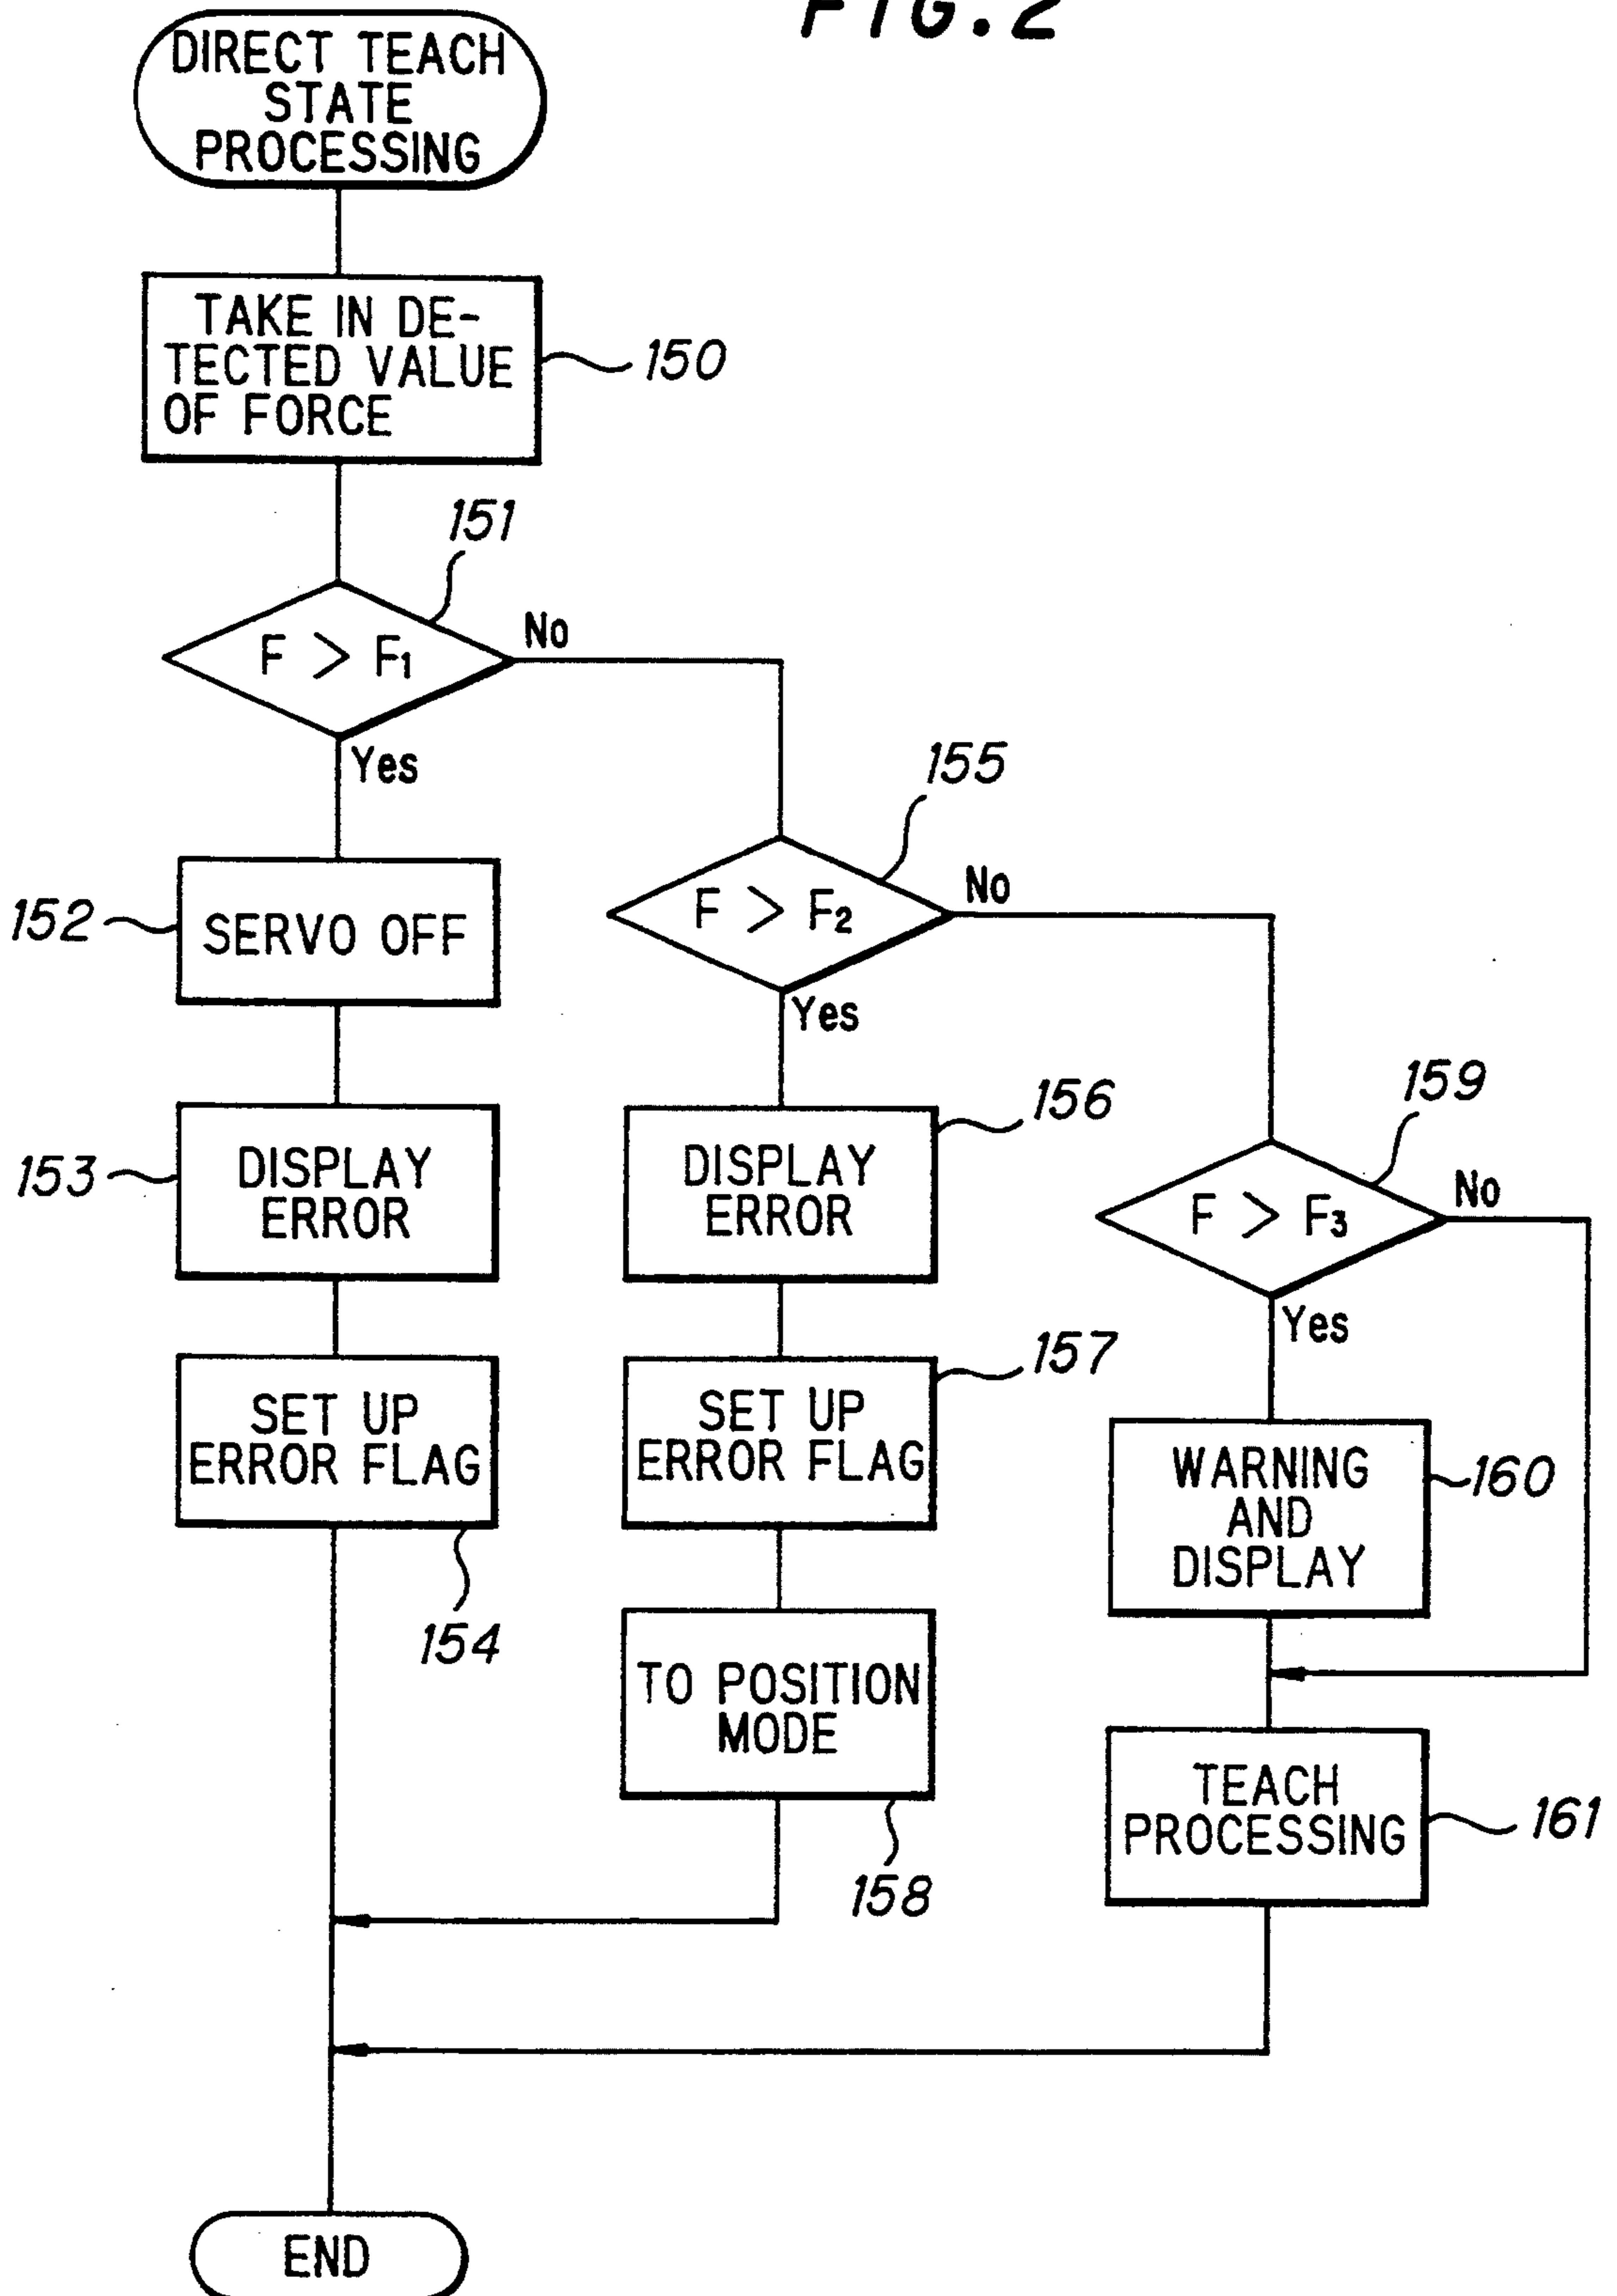 FIG.2
DIRECT TEACH
STATE
PROCESSING
TAKE IN DE-
TECTED VALUE
OF FORCE
150
151
F > F1
No
Yes
152
SERVO OFF
153
DISPLAY
ERROR
SET UP
ERROR FLAG
154
155
F > F2
No
Yes
156
DISPLAY
ERROR
157
SET UP
ERROR FLAG
TO POSITION
MODE
158
159
F > F3
No
Yes
WARNING
AND
DISPLAY
160
TEACH
PROCESSING
161
END